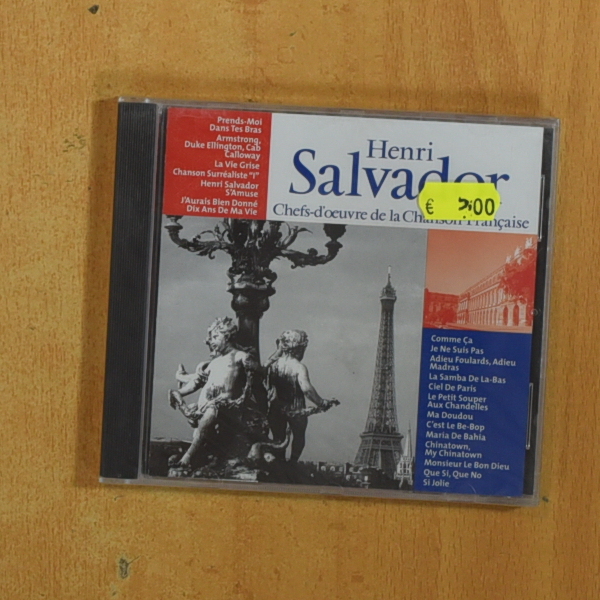 Prends-Moi
Dans Tes Bras
Armstrong,
Duke Ellington, Cab
Calloway
La Vie Grise
Chanson Surréaliste "I"
Henri Salvador
S'Amuse
J'Aurais Bien Donné
Dix Ans De Ma Vie
Henri
Salvador
€ 5.00
Chefs-d'oeuvre de la Chanson Française
Comme Ça
Je Ne Suis Pas
Adieu Foulards, Adieu
Madras
La Samba De La-Bas
Ciel De Paris
Le Petit Souper
Aux Chandelles
Ma Doudou
C'est Le Be-Bop
Maria De Bahia
Chinatown,
My Chinatown
Monsieur Le Bon Dieu
Que Si, Que No
Si Jolie